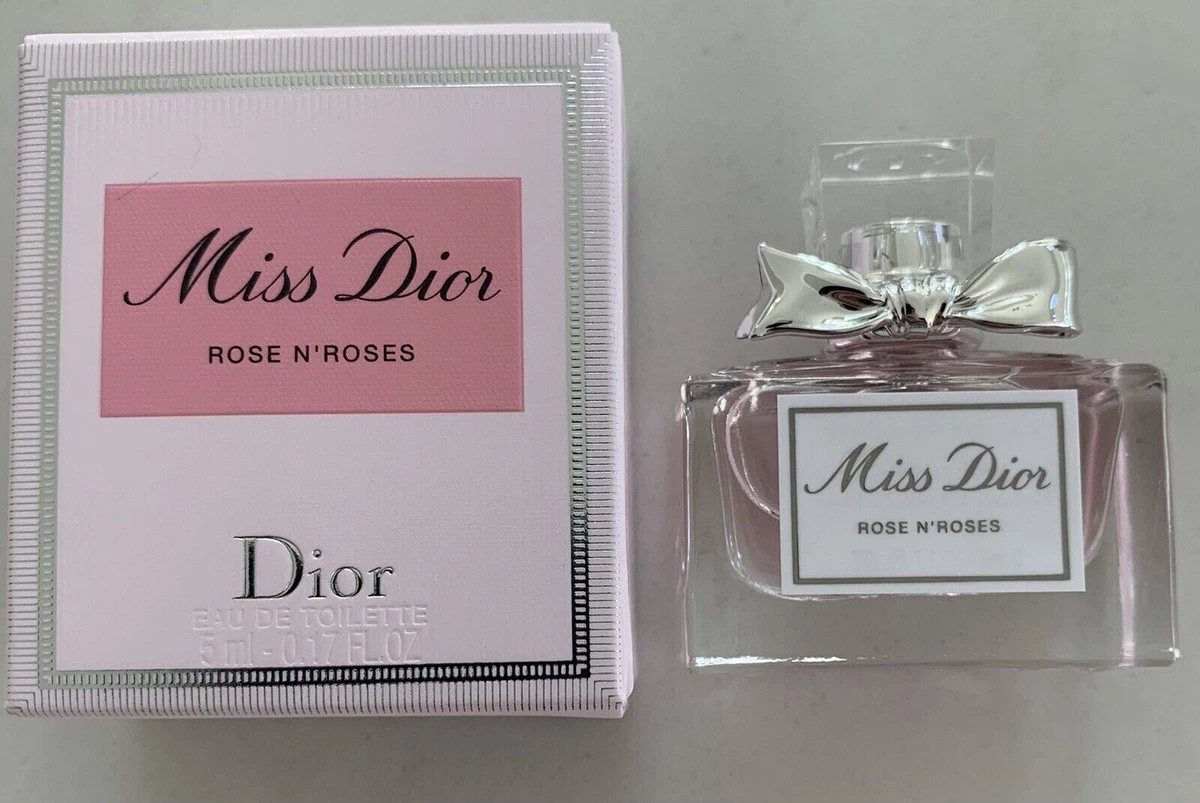 Miss Dior
ROSE N'ROSES
Dior
EAU DE TOILETTE
5 ml - 0.17 FL.OZ
Miss Dior
ROSE N'ROSES